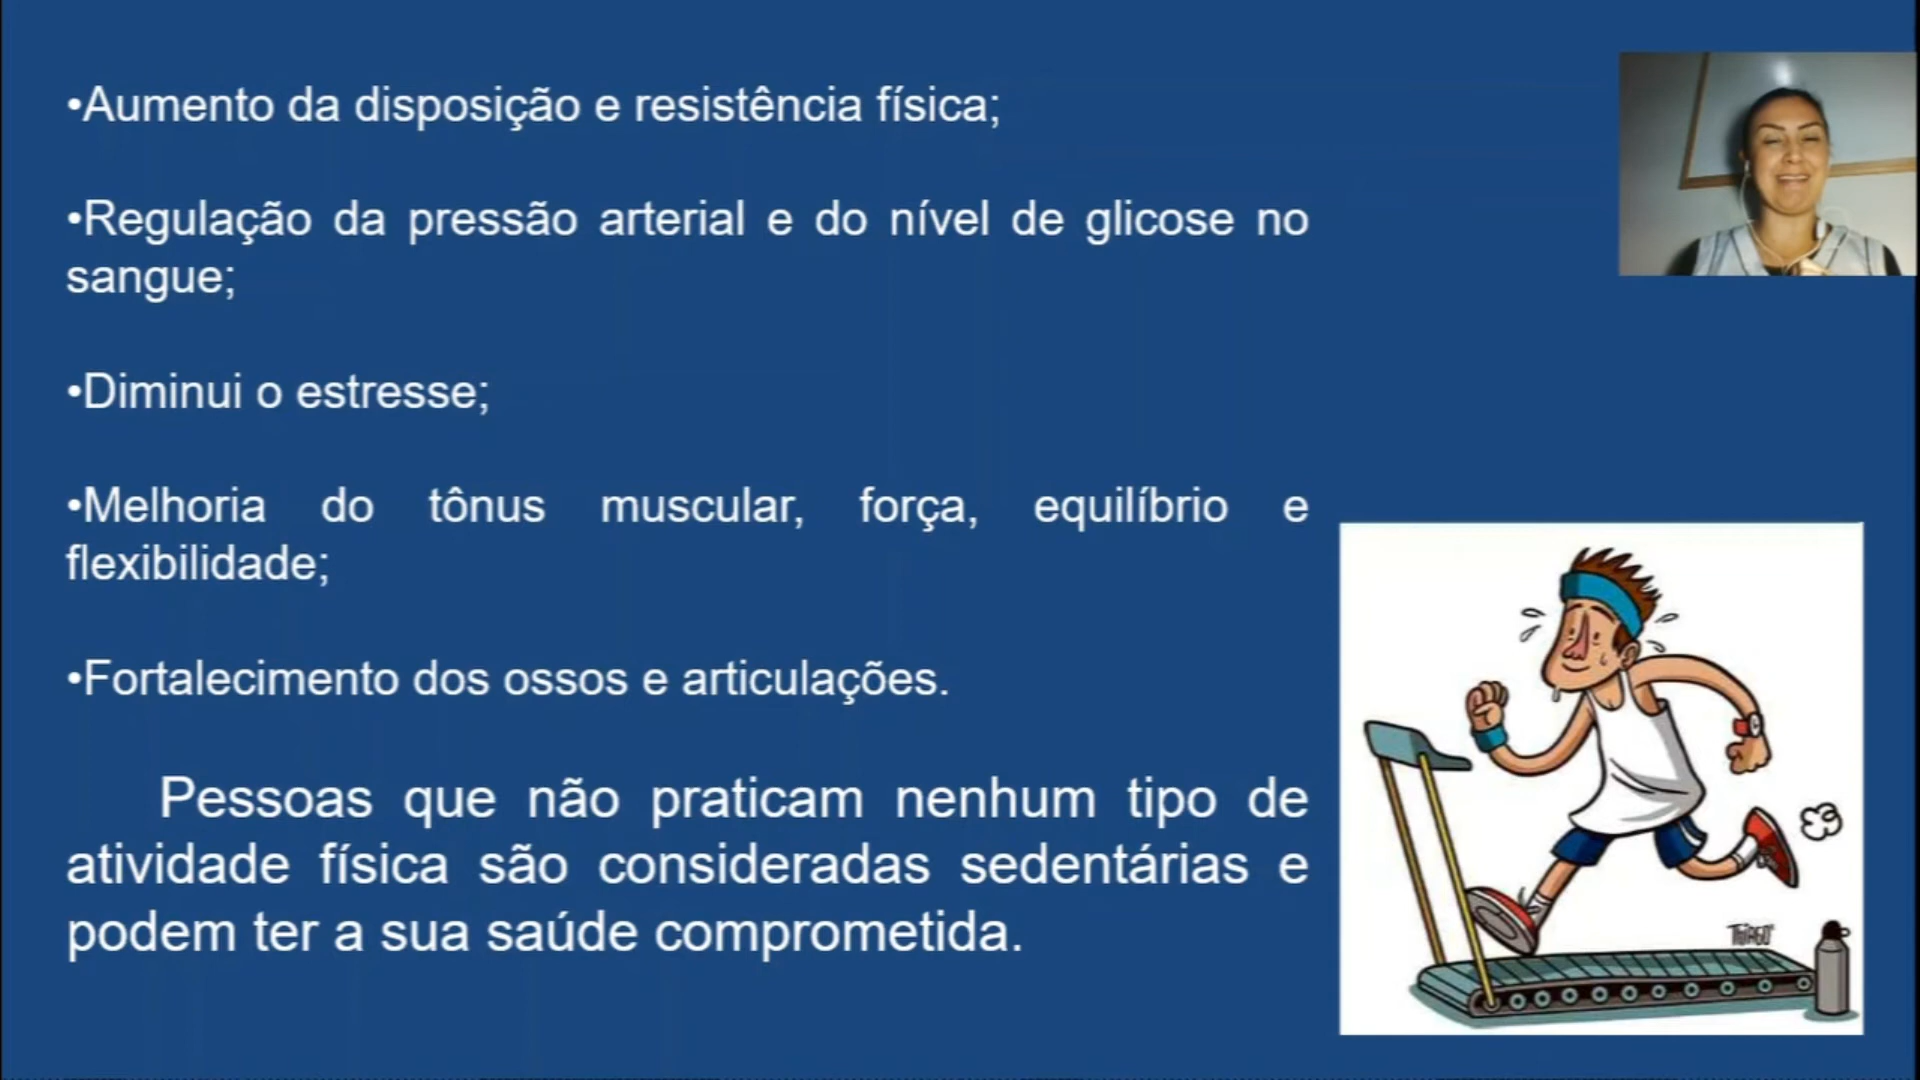 •Aumento da disposição e resistência física;
•Regulação da pressão arterial e do nível de glicose no
sangue;
•Diminui o estresse;
•Melhoria do tônus muscular, força, equilíbrio e
flexibilidade;
•Fortalecimento dos ossos e articulações.
Pessoas que não praticam nenhum tipo de
atividade física são consideradas sedentárias e
podem ter a sua saúde comprometida.